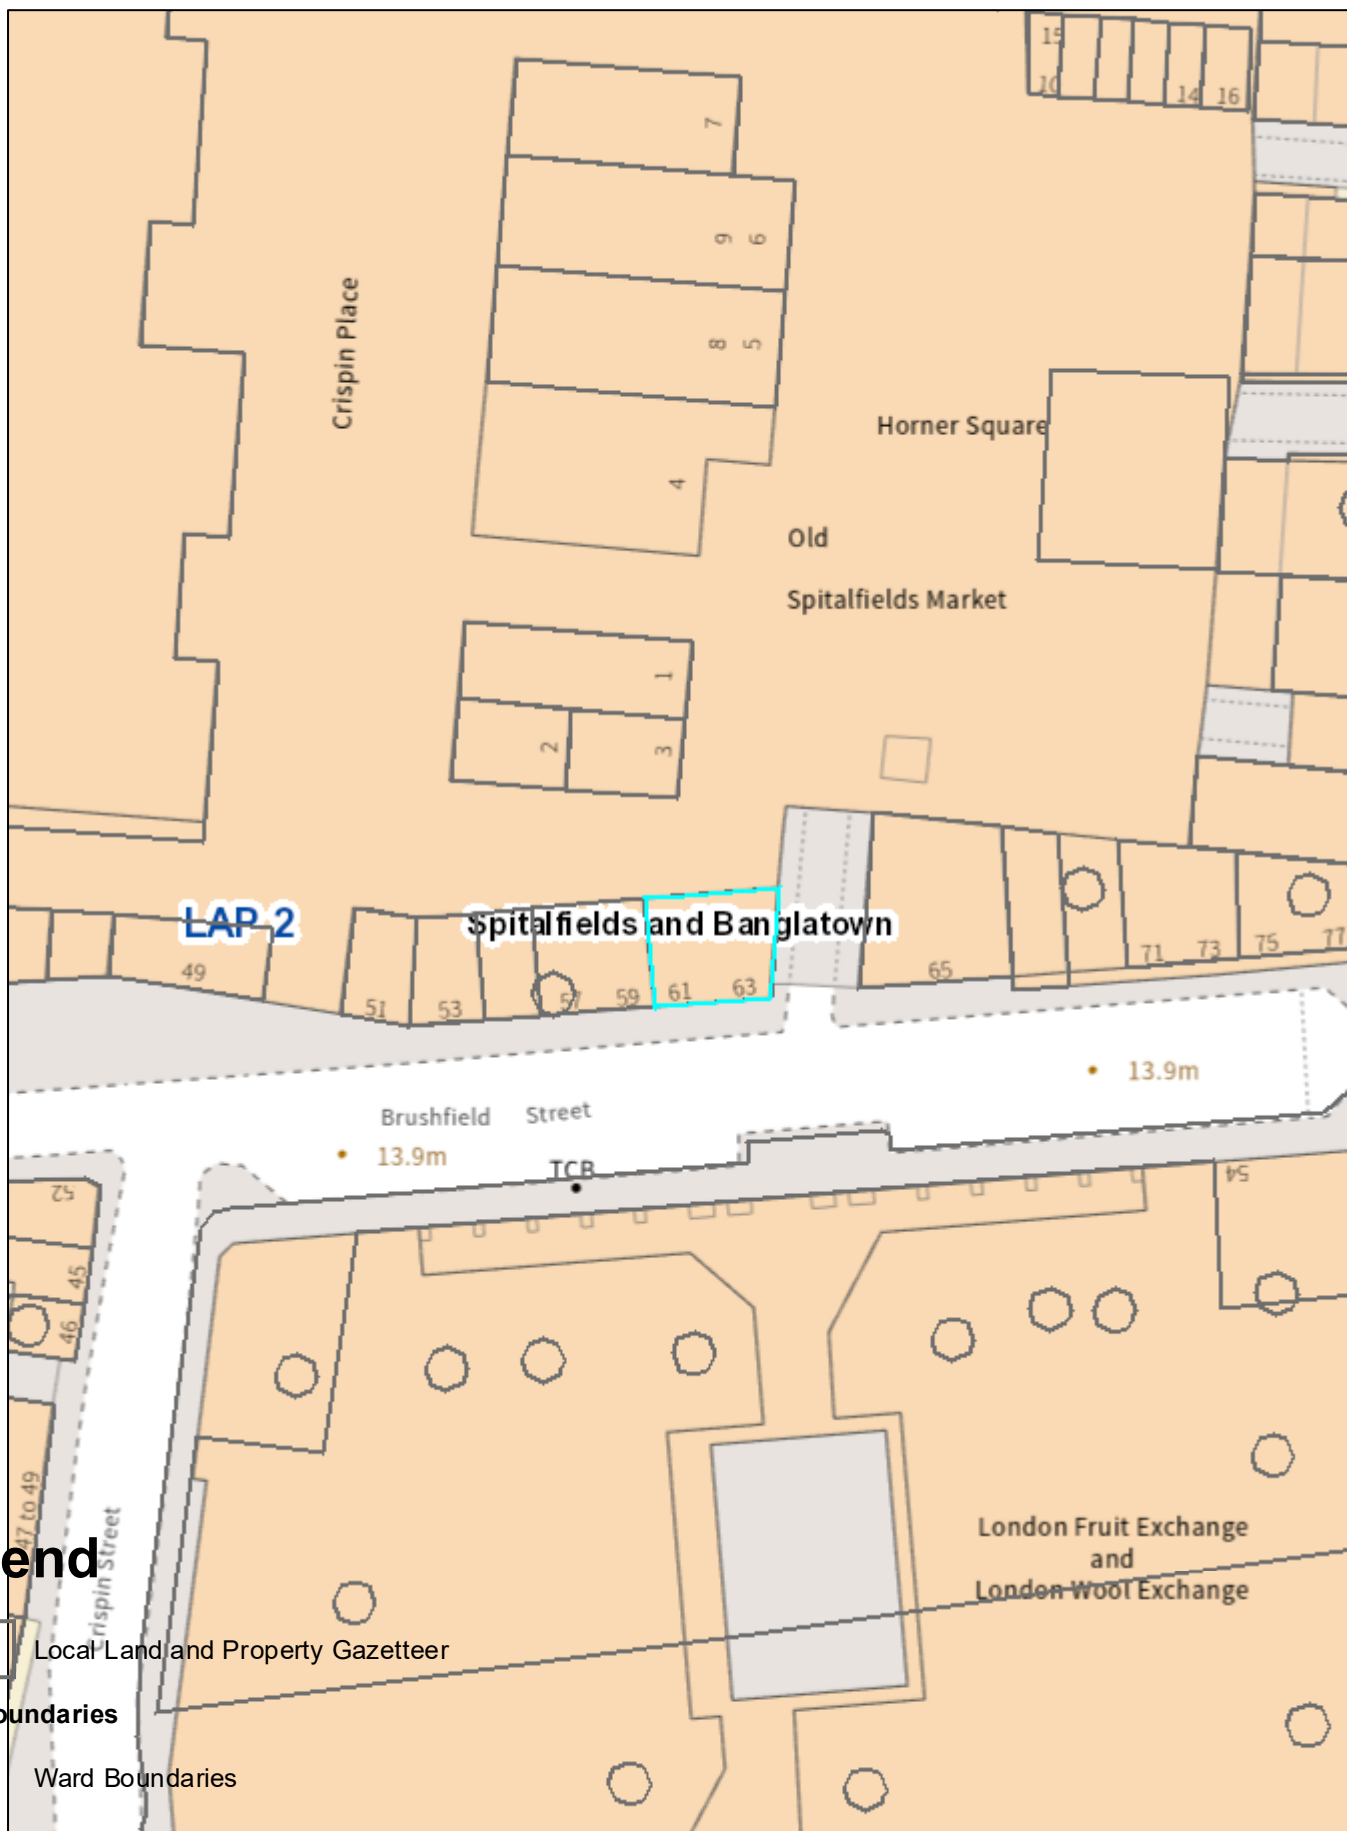 15
10
14
16
7
9
6
Crispin Place
8
5
Horner Square
4
Old
Spitalfields Market
1
2
3
LAP 2
Spitalfields and Banglatown
49
51
53
57
59
61
63
65
71
73
75
77
13.9m
Brushfield Street
13.9m
TCB
52
54
45
46
47 to 49
Crispin Street
London Fruit Exchange
and
London Wool Exchange
end
Local Land and Property Gazetteer
oundaries
Ward Boundaries